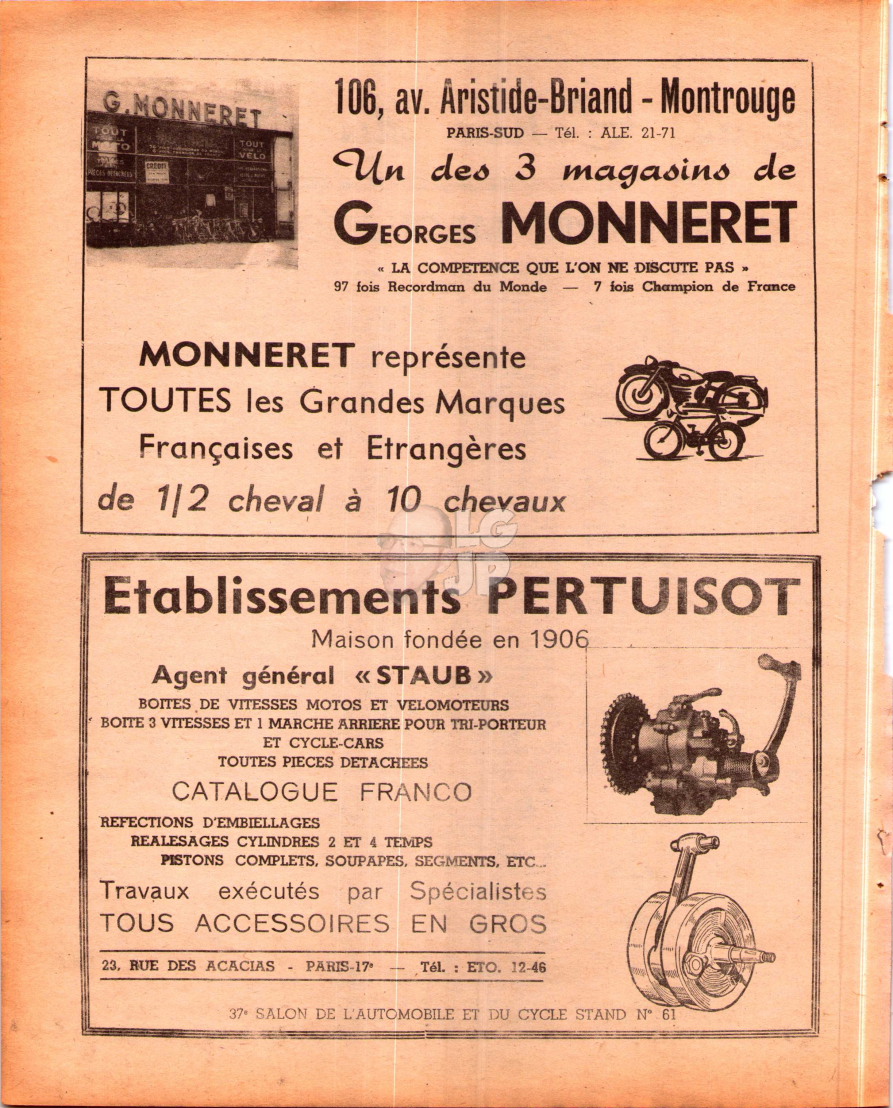 G. MONNERET
TOUT
MOTO
TOUT
VELO
PIECES DETACHEES
CREDIT
106, av. Aristide-Briand - Montrouge
PARIS-SUD — Tél. : ALE. 21-71
Un des 3 magasins de
GEORGES MONNERET
« LA COMPETENCE QUE L'ON NE DISCUTE PAS »
97 fois Recordman du Monde — 7 fois Champion de France
MONNERET représente
TOUTES les Grandes Marques
Françaises et Etrangères
de 1/2 cheval à 10 chevaux
LG
JP
Etablissements PERTUISOT
Maison fondée en 1906
Agent général «STAUB»
BOITES DE VITESSES MOTOS ET VELOMOTEURS
BOITE 3 VITESSES ET 1 MARCHE ARRIERE POUR TRI-PORTEUR
ET CYCLE-CARS
TOUTES PIECES DETACHEES
CATALOGUE FRANCO
REFECTIONS D'EMBIELLAGES
REALESAGES CYLINDRES 2 ET 4 TEMPS
PISTONS COMPLETS, SOUPAPES, SEGMENTS, ETC...
Travaux exécutés par Spécialistes
TOUS ACCESSOIRES EN GROS
23, RUE DES ACACIAS - PARIS-17e — Tél. : ETO. 12-46
37e SALON DE L'AUTOMOBILE ET DU CYCLE STAND N° 61